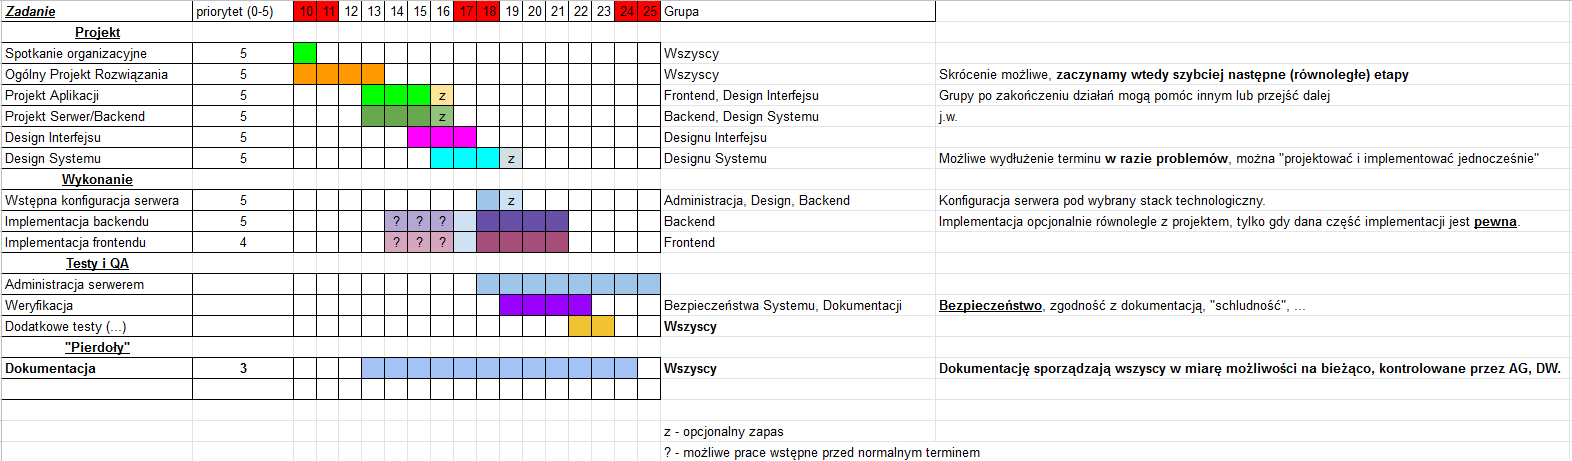 Zadanie priorytet (0-5) 10 11 12 13 14 15 16 17 18 19 20 21 22 23 24 25 Grupa
Projekt
Spotkanie organizacyjne 5 Wszyscy
Ogólny Projekt Rozwiązania 5 Wszyscy Skrócenie możliwe, zaczynamy wtedy szybciej następne (równoległe) etapy
Projekt Aplikacji 5 z Frontend, Design Interfejsu Grupy po zakończeniu działań mogą pomóc innym lub przejść dalej
Projekt Serwer/Backend 5 z Backend, Design Systemu j.w.
Design Interfejsu 5 Designu Interfejsu
Design Systemu 5 z Designu Systemu Możliwe wydłużenie terminu w razie problemów, można "projektować i implementować jednocześnie"
Wykonanie
Wstępna konfiguracja serwera 5 z Administracja, Design, Backend Konfiguracja serwera pod wybrany stack technologiczny.
Implementacja backendu 5 ? ? ? Backend Implementacja opcjonalnie równolegle z projektem, tylko gdy dana część implementacji jest pewna.
Implementacja frontendu 4 ? ? ? Frontend
Testy i QA
Administracja serwerem
Weryfikacja Bezpieczeństwa Systemu, Dokumentacji Bezpieczeństwo, zgodność z dokumentacją, "schludność", ...
Dodatkowe testy (...) Wszyscy
"Pierdoły"
Dokumentacja 3 Wszyscy Dokumentację sporządzają wszyscy w miarę możliwości na bieżąco, kontrolowane przez AG, DW.
z - opcjonalny zapas
? - możliwe prace wstępne przed normalnym terminem